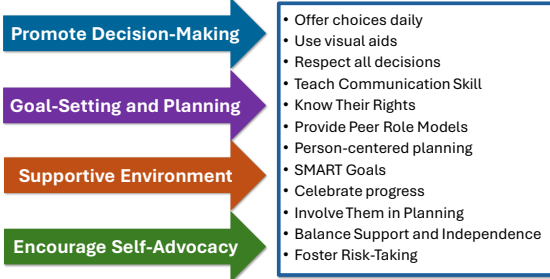 Promote Decision-Making
Goal-Setting and Planning
Supportive Environment
Encourage Self-Advocacy
• Offer choices daily
• Use visual aids
• Respect all decisions
• Teach Communication Skill
• Know Their Rights
• Provide Peer Role Models
• Person-centered planning
• SMART Goals
• Celebrate progress
• Involve Them in Planning
• Balance Support and Independence
• Foster Risk-Taking